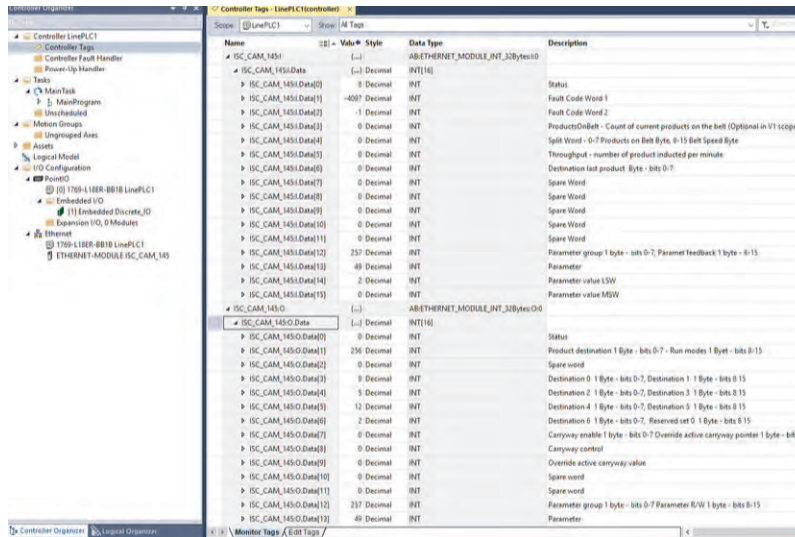 Controller Organizer
Controller Tags - LinePLC1(controller)
Scope: LinePLC1 Show: All Tags
Controller LinePLC1
Controller Tags
Controller Fault Handler
Power-Up Handler
Tasks
MainTask
MainProgram
Unscheduled
Motion Groups
Ungrouped Axes
Assets
Logical Model
I/O Configuration
PointIO
[0] 1769-L18ER-BB1B LinePLC1
Embedded I/O
[1] Embedded Discrete_IO
Expansion I/O, 0 Modules
Ethernet
1769-L18ER-BB1B LinePLC1
ETHERNET-MODULE ISC_CAM_145
Controller Organizer Logical Organizer
Name Value Style Data Type Description
ISC_CAM_145:I {...} AB:ETHERNET_MODULE_INT_32Bytes:I:0
ISC_CAM_145:I.Data {...} Decimal INT[16]
ISC_CAM_145:I.Data[0] 8 Decimal INT Status
ISC_CAM_145:I.Data[1] -4097 Decimal INT Fault Code Word 1
ISC_CAM_145:I.Data[2] -1 Decimal INT Fault Code Word 2
ISC_CAM_145:I.Data[3] 0 Decimal INT ProductsOnBelt - Count of current products on the belt (Optional in V1 scope
ISC_CAM_145:I.Data[4] 0 Decimal INT Split Word - 0-7 Products on Belt Byte, 8-15 Belt Speed Byte
ISC_CAM_145:I.Data[5] 0 Decimal INT Throughput - number of product inducted per minute
ISC_CAM_145:I.Data[6] 0 Decimal INT Destination last product Byte - bits 0-7
ISC_CAM_145:I.Data[7] 0 Decimal INT Spare Word
ISC_CAM_145:I.Data[8] 0 Decimal INT Spare Word
ISC_CAM_145:I.Data[9] 0 Decimal INT Spare Word
ISC_CAM_145:I.Data[10] 0 Decimal INT Spare Word
ISC_CAM_145:I.Data[11] 0 Decimal INT Spare Word
ISC_CAM_145:I.Data[12] 257 Decimal INT Parameter group 1 byte - bits 0-7, Paramet feedback 1 byte - 8-15
ISC_CAM_145:I.Data[13] 49 Decimal INT Parameter
ISC_CAM_145:I.Data[14] 2 Decimal INT Parameter value LSW
ISC_CAM_145:I.Data[15] 0 Decimal INT Parameter value MSW
ISC_CAM_145:O {...} AB:ETHERNET_MODULE_INT_32Bytes:O:0
ISC_CAM_145:O.Data {...} Decimal INT[16]
ISC_CAM_145:O.Data[0] 0 Decimal INT Status
ISC_CAM_145:O.Data[1] 256 Decimal INT Product destination 1 Byte - bits 0-7 - Run modes 1 Byet - bits 8-15
ISC_CAM_145:O.Data[2] 0 Decimal INT Spare word
ISC_CAM_145:O.Data[3] Decimal INT Destination 0 1 Byte - bits 0-7, Destination 1 1 Byte - bits 8 15
ISC_CAM_145:O.Data[4] 5 Decimal INT Destination 2 1 Byte - bits 0-7, Destination 3 1 Byte - bits 8 15
ISC_CAM_145:O.Data[5] 12 Decimal INT Destination 4 1 Byte - bits 0-7, Destination 5 1 Byte - bits 8 15
ISC_CAM_145:O.Data[6] 2 Decimal INT Destination 6 1 Byte - bits 0-7, Reserved set 0 1 Byte - bits 8 15
ISC_CAM_145:O.Data[7] 0 Decimal INT Carryway enable 1 byte - bits 0-7 Override active carryway pointer 1 byte - bit
ISC_CAM_145:O.Data[8] 0 Decimal INT Carryway control
ISC_CAM_145:O.Data[9] 0 Decimal INT Override active carryway value
ISC_CAM_145:O.Data[10] 0 Decimal INT Spare word
ISC_CAM_145:O.Data[11] 0 Decimal INT Spare word
ISC_CAM_145:O.Data[12] 257 Decimal INT Parameter group 1 byte - bits 0-7 Parameter R/W 1 byte - bits 8-15
ISC_CAM_145:O.Data[13] 49 Decimal INT Parameter
Monitor Tags Edit Tags